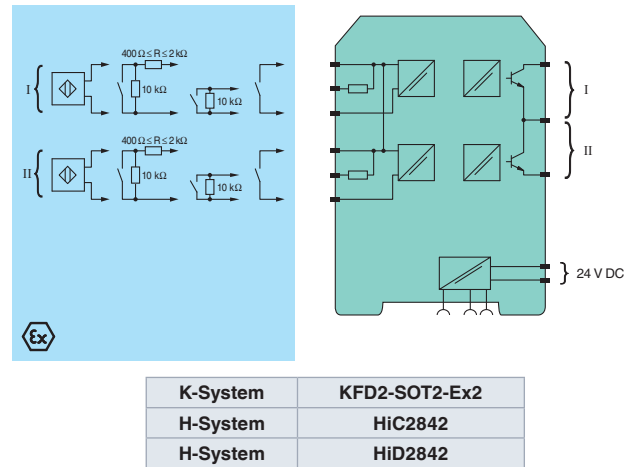 400 Ω ≤ R ≤ 2 kΩ
I
10 kΩ
10 kΩ
400 Ω ≤ R ≤ 2 kΩ
II
10 kΩ
10 kΩ
I
II
24 V DC
Ex
K-System KFD2-SOT2-Ex2
H-System HiC2842
H-System HiD2842